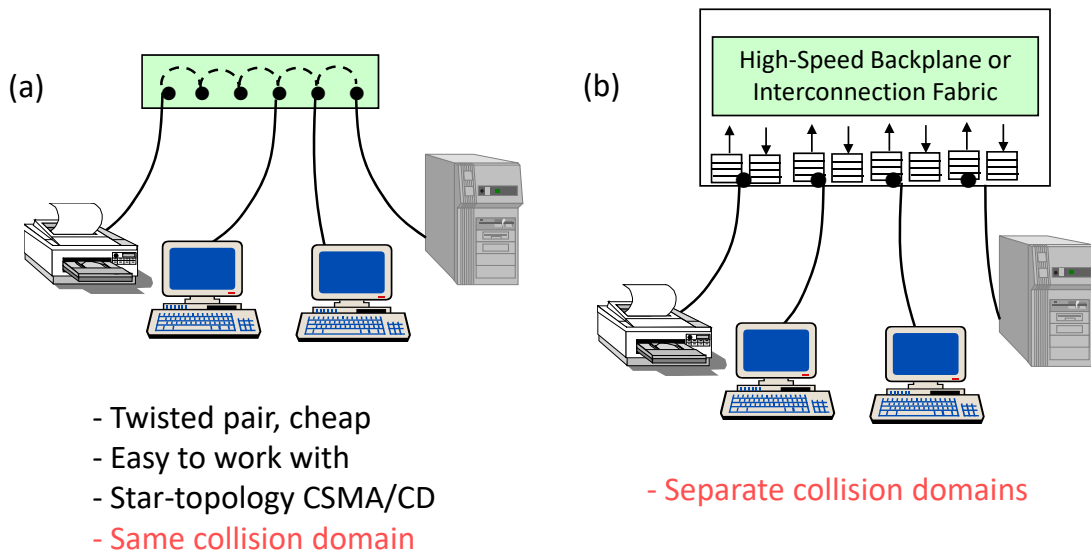 (a)
- Twisted pair, cheap
- Easy to work with
- Star-topology CSMA/CD
- Same collision domain
(b)
High-Speed Backplane or
Interconnection Fabric
- Separate collision domains